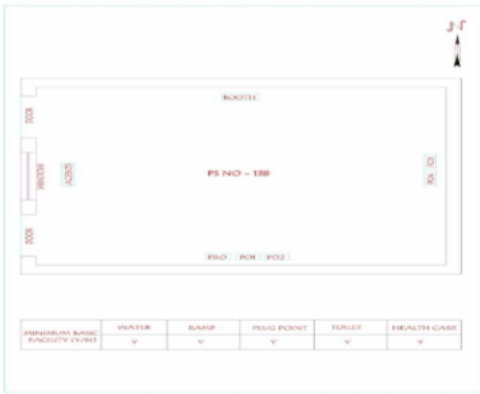 N
BOOTH
DOOR
WINDOW
AGENTS
PS NO - 180
DOOR
PRO PO1 PO2
MINIMUM BASIC FACILITY (Y/N) WATER RAMP PLUG POINT TOILET HEALTH CARE
Y Y Y Y Y